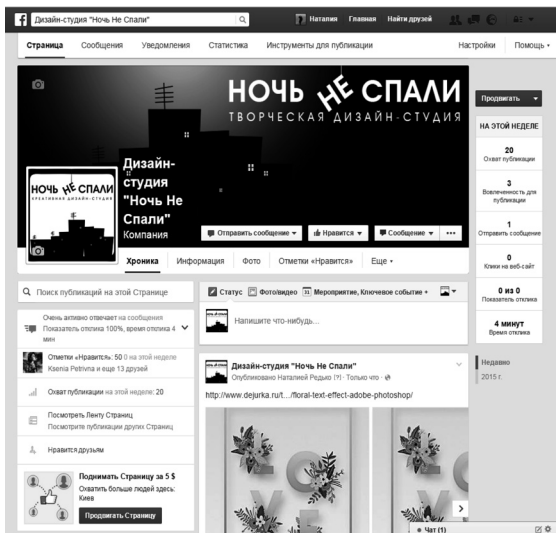 Дизайн-студия "Ночь Не Спали"
Наталия Главная Найти друзей
Страница Сообщения Уведомления Статистика Инструменты для публикации Настройки Помощь
НОЧЬ НЕ СПАЛИ
ТВОРЧЕСКАЯ ДИЗАЙН-СТУДИЯ
НОЧЬ НЕ СПАЛИ
КРЕАТИВНАЯ ДИЗАЙН-СТУДИЯ
Дизайн-
студия
"Ночь Не
Спали"
Компания
Отправить сообщение Нравится Сообщение •••
Хроника Информация Фото Отметки «Нравится» Еще
Продвигать
НА ЭТОЙ НЕДЕЛЕ
20
Охват публикации
3
Вовлеченность для
публикации
1
Отправить сообщение
0
Клики на веб-сайт
0 из 0
Показатель отклика
4 минут
Время отклика
Недавно
2015 г.
Поиск публикаций на этой Странице
Очень активно отвечает на сообщения
Показатель отклика 100%, время отклика 4
мин
Отметки «Нравится»: 50 0 на этой неделе
Ksenia Petrivna и еще 13 друзей
Охват публикации на этой неделе: 20
Посмотреть Ленту Страниц
Посмотрите публикации других Страниц
Нравится друзьям
Поднимать Страницу за 5 $
Охватить больше людей здесь:
Киев
Продвигать Страницу
Статус Фото/видео 31 Мероприятие, Ключевое событие +
Напишите что-нибудь...
Дизайн-студия "Ночь Не Спали"
Опубликовано Наталией Редько [?] · Только что ·
http://www.dejurka.ru/t.../floral-text-effect-adobe-photoshop/
L O
V E
L
V
Чат (1)